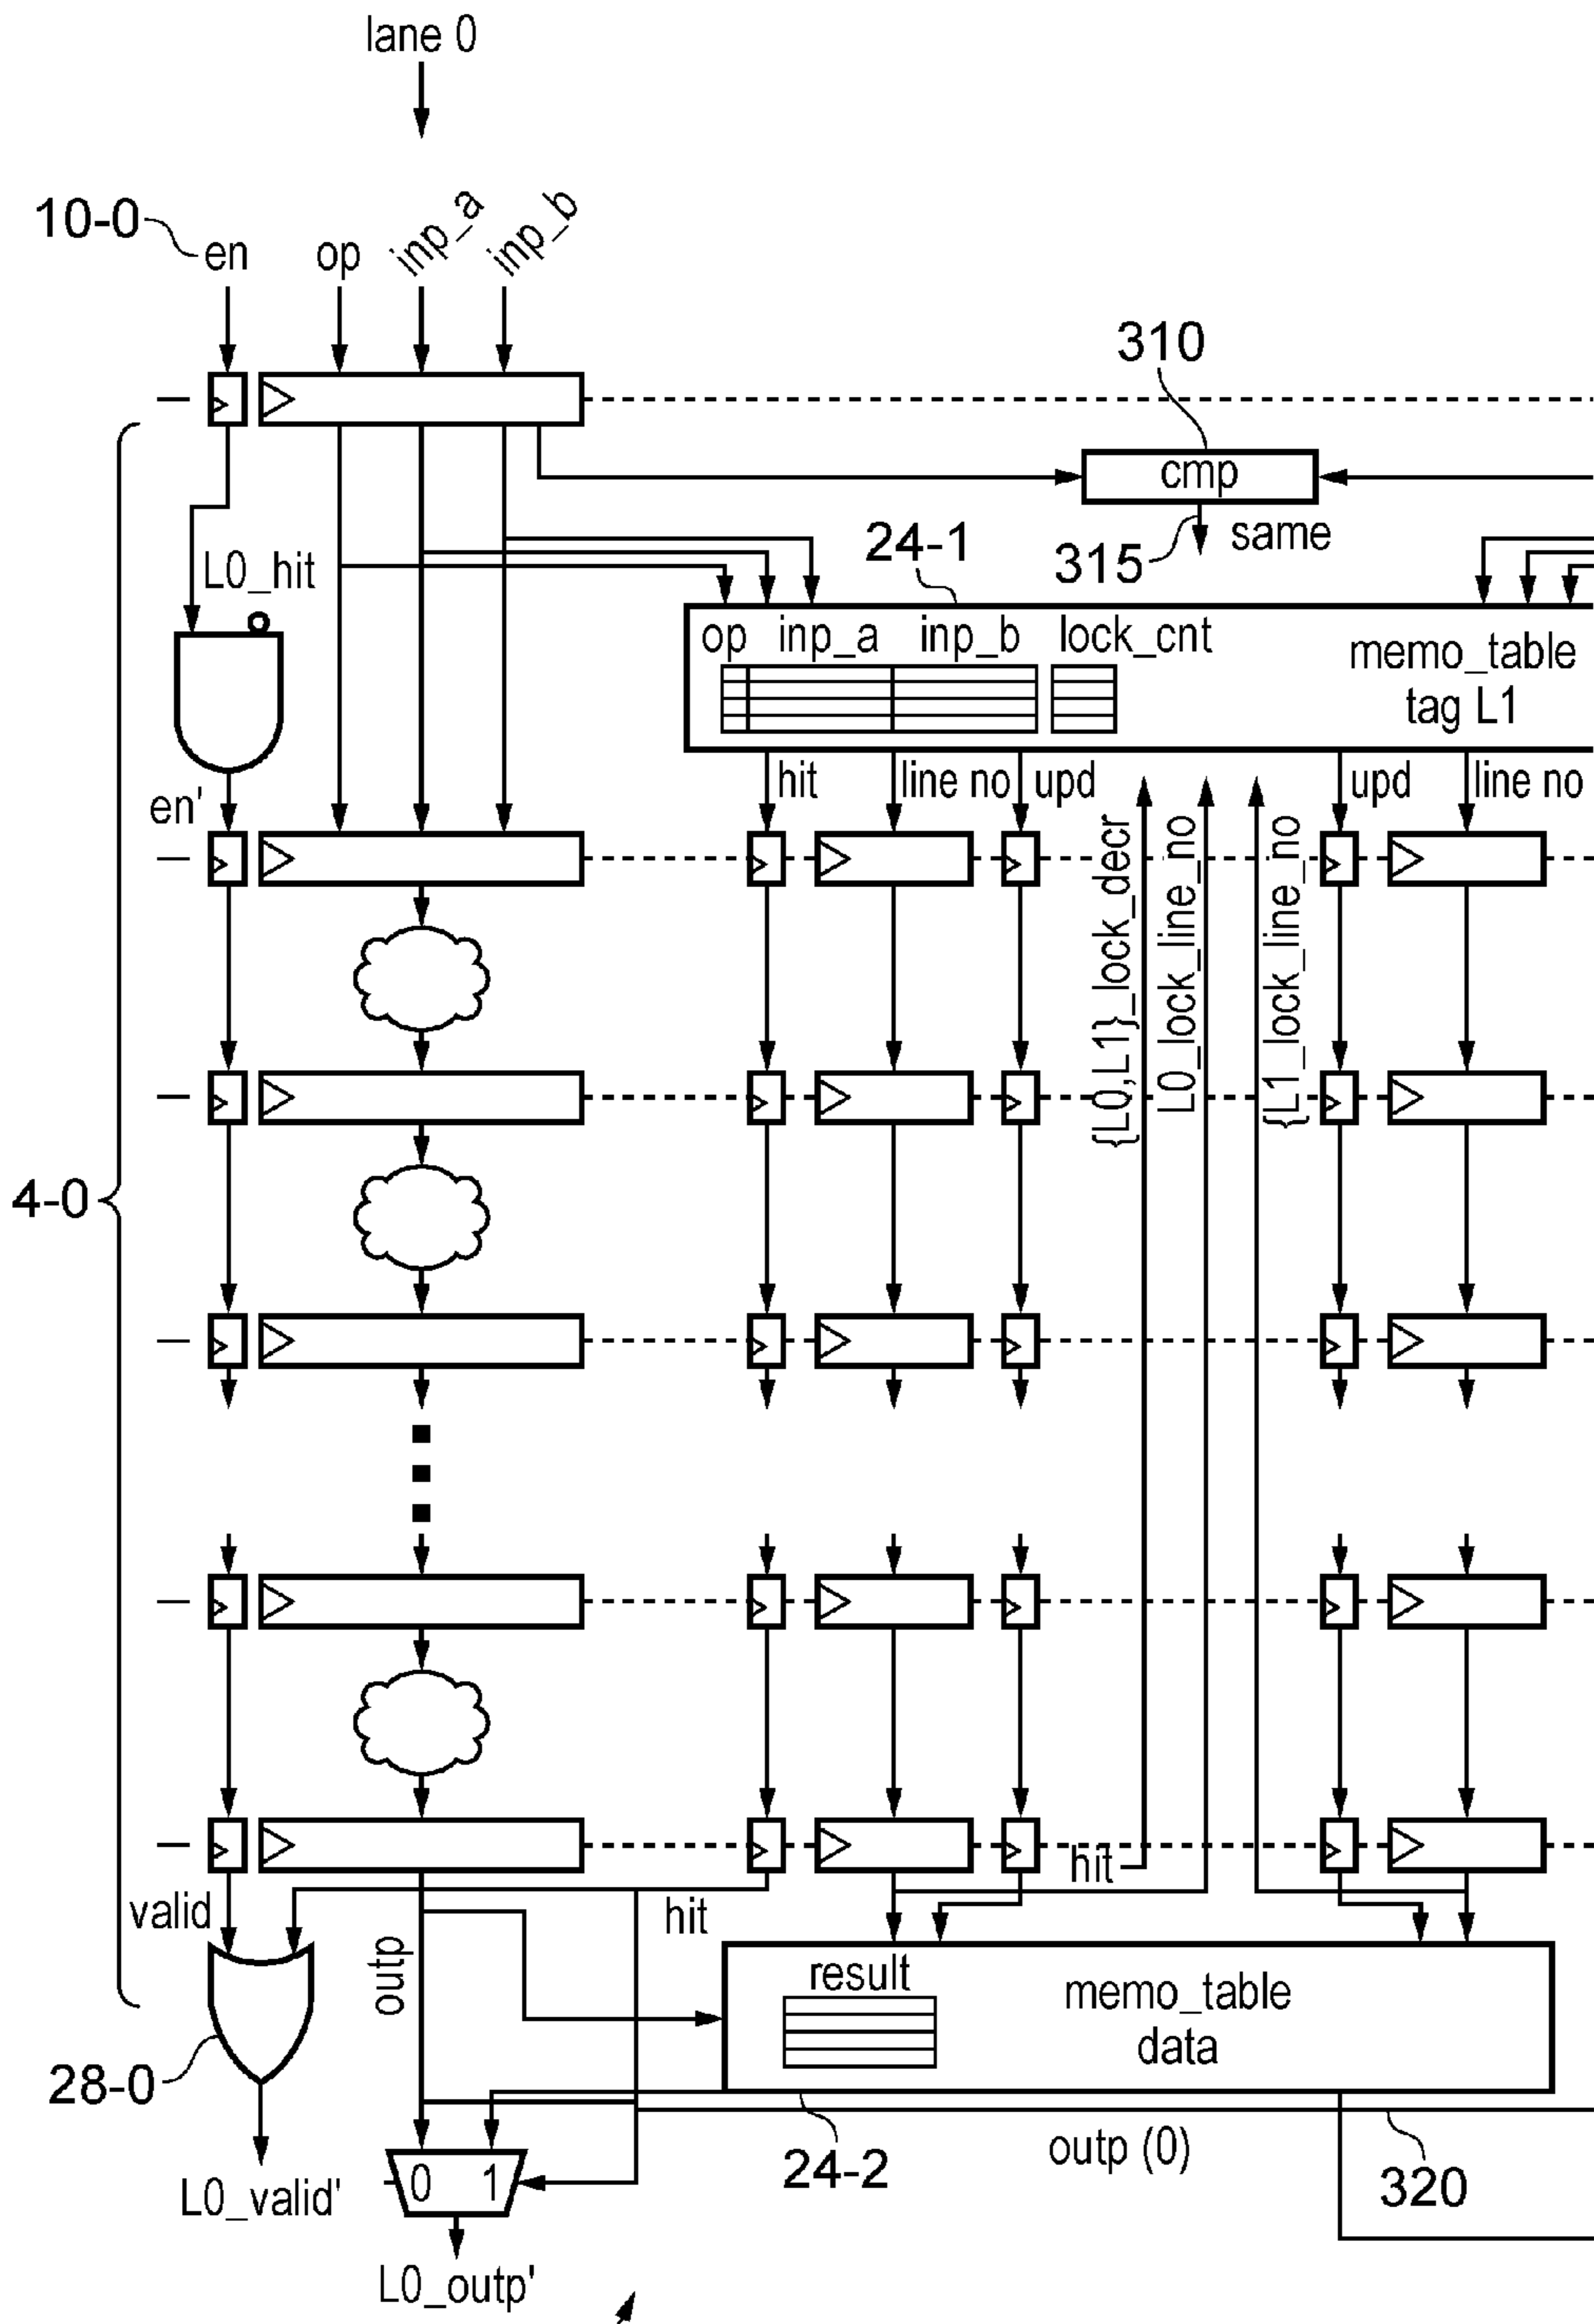 lane 0
10-0
en
op
inp_a
inp_b
310
cmp
315
same
24-1
L0_hit
op inp_a inp_b lock_cnt
memo_table
tag L1
en'
hit
line no
upd
{L0,L1}_lock_decr
L0_lock_line_no
{L1_lock_line_no
upd
line no
4-0
hit
valid
hit
outp
result
memo_table
data
28-0
24-2
outp (0)
320
0 1
L0_valid'
L0_outp'